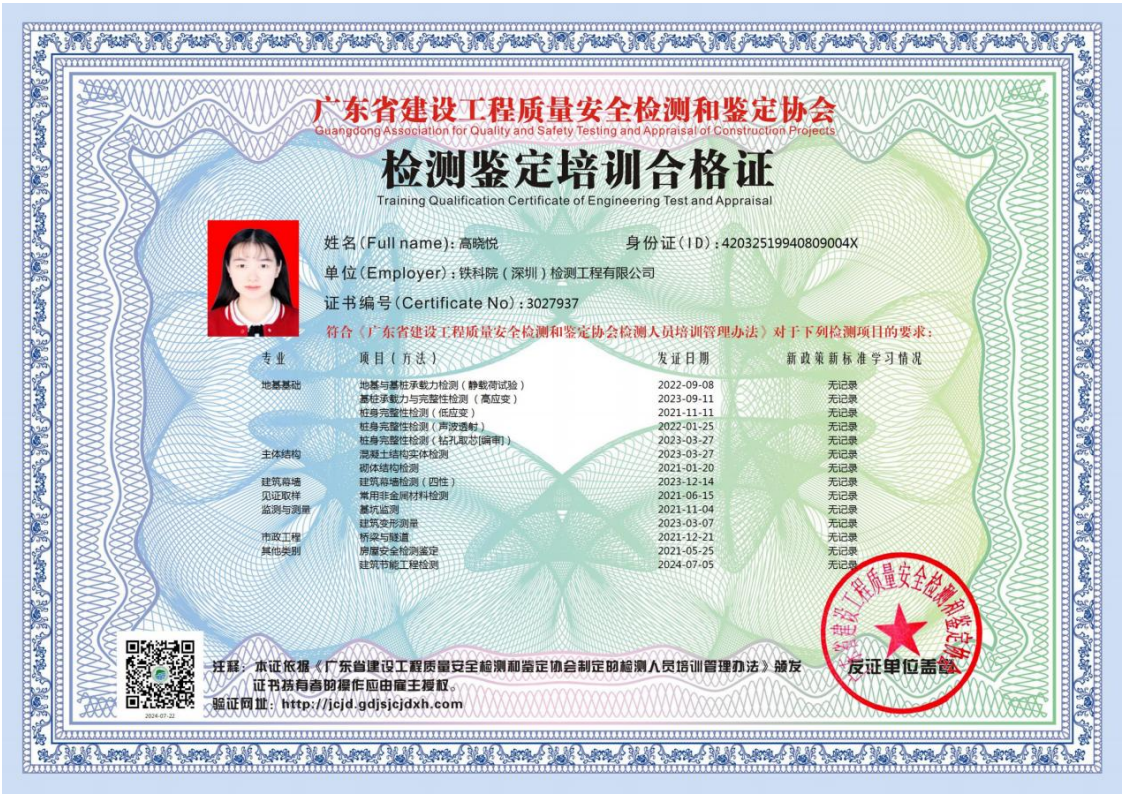 广东省建设工程质量安全检测和鉴定协会
Guangdong Association for Quality and Safety Testing and Appraisal of Construction Projects
检测鉴定培训合格证
Training Qualification Certificate of Engineering Test and Appraisal
姓名(Full name): 高晓悦 身份证(ID): 42032519940809004X
单位(Employer): 铁科院（深圳）检测工程有限公司
证书编号(Certificate No): 3027937
符合《广东省建设工程质量安全检测和鉴定协会检测人员培训管理办法》对于下列检测项目的要求:
专业 项目(方法) 发证日期 新政策新标准学习情况
地基基础 地基与基桩承载力检测（静载荷试验） 2022-09-08 无记录
基桩承载力与完整性检测（高应变） 2023-09-11 无记录
桩身完整性检测（低应变） 2021-11-11 无记录
桩身完整性检测（声波透射） 2022-01-25 无记录
桩身完整性检测（钻孔取芯[编审]） 2023-03-27 无记录
主体结构 混凝土结构实体检测 2023-03-27 无记录
砌体结构检测 2021-01-20 无记录
建筑幕墙 建筑幕墙检测（四性） 2023-12-14 无记录
见证取样 常用非金属材料检测 2021-06-15 无记录
监测与测量 基坑监测 2021-11-04 无记录
建筑变形测量 2023-03-07 无记录
市政工程 桥梁与隧道 2021-12-21 无记录
其他类别 房屋安全检测鉴定 2021-05-25 无记录
建筑节能工程检测 2024-07-05 无记录
广东省建设工程质量安全检测和鉴定协会
注释: 本证依据《广东省建设工程质量安全检测和鉴定协会制定的检测人员培训管理办法》颁发
证书持有者的操作应由雇主授权。
发证单位盖章
验证网址: http://jcjd.gdjsjcjdxh.com
2024-07-22